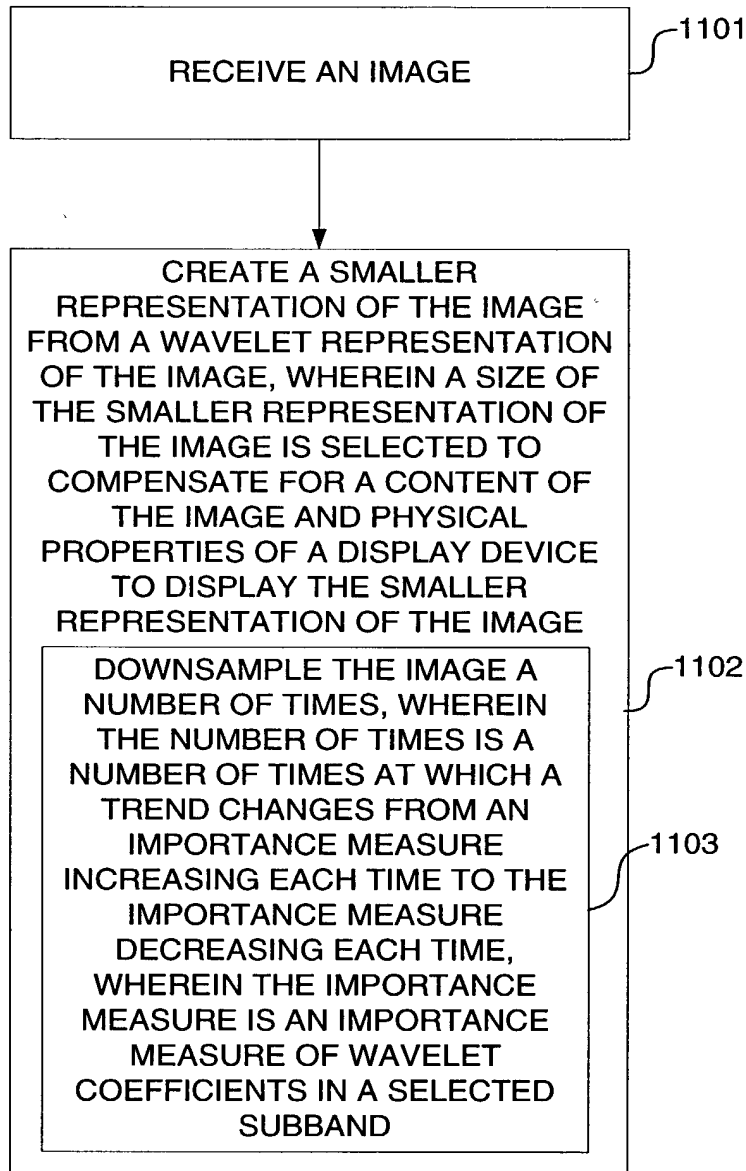 1101
RECEIVE AN IMAGE
CREATE A SMALLER
REPRESENTATION OF THE IMAGE
FROM A WAVELET REPRESENTATION
OF THE IMAGE, WHEREIN A SIZE OF
THE SMALLER REPRESENTATION OF
THE IMAGE IS SELECTED TO
COMPENSATE FOR A CONTENT OF
THE IMAGE AND PHYSICAL
PROPERTIES OF A DISPLAY DEVICE
TO DISPLAY THE SMALLER
REPRESENTATION OF THE IMAGE
1102
DOWNSAMPLE THE IMAGE A
NUMBER OF TIMES, WHEREIN
THE NUMBER OF TIMES IS A
NUMBER OF TIMES AT WHICH A
TREND CHANGES FROM AN
IMPORTANCE MEASURE
INCREASING EACH TIME TO THE
IMPORTANCE MEASURE
DECREASING EACH TIME,
WHEREIN THE IMPORTANCE
MEASURE IS AN IMPORTANCE
MEASURE OF WAVELET
COEFFICIENTS IN A SELECTED
SUBBAND
1103